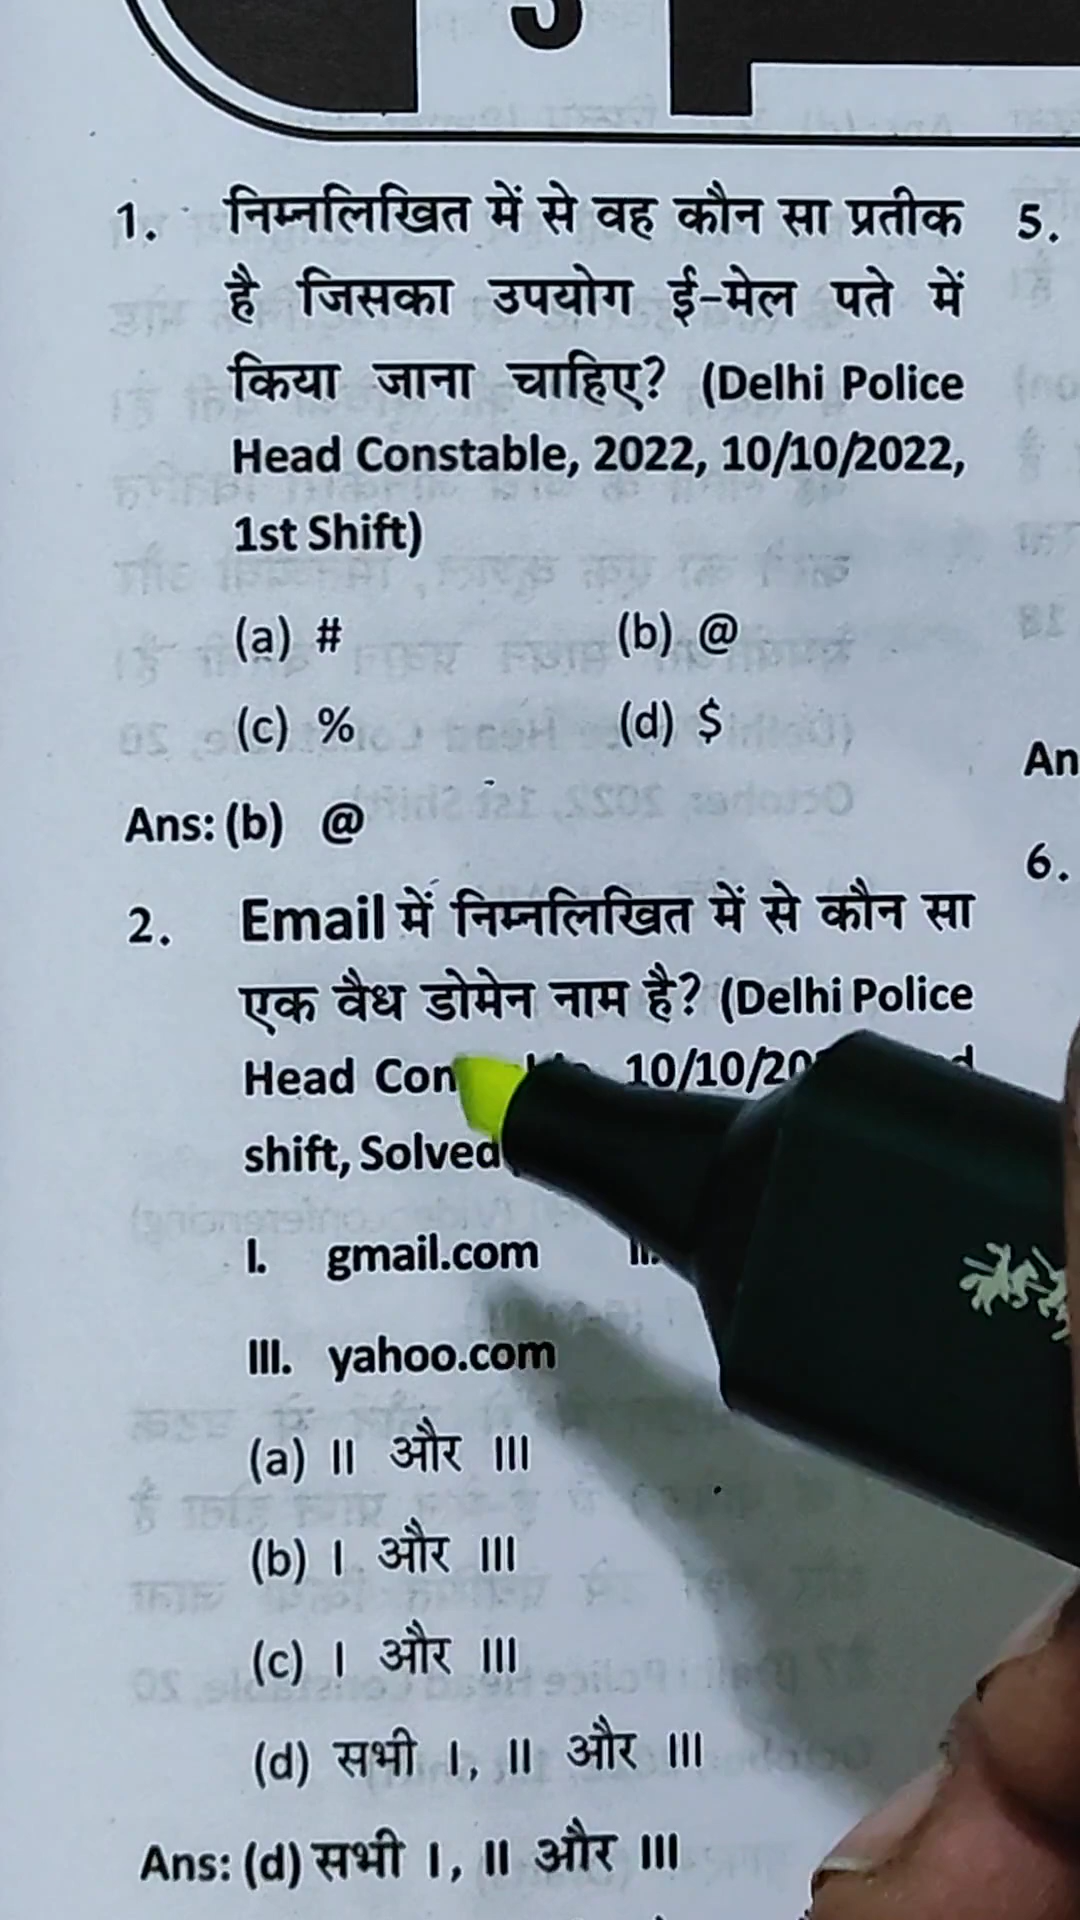 1. निम्नलिखित में से वह कौन सा प्रतीक
है जिसका उपयोग ई-मेल पते में
किया जाना चाहिए? (Delhi Police
Head Constable, 2022, 10/10/2022,
1st Shift)
(a) # (b) @
(c) % (d) $
Ans: (b) @
2. Email में निम्नलिखित में से कौन सा
एक वैध डोमेन नाम है? (Delhi Police
Head 10/10/
shift, Solved
I. gmail.com
III. yahoo.com
(a) II और III
(b) I और III
(c) I और III
(d) सभी I, II और III
Ans: (d) सभी I, II और III
5.
An
6.